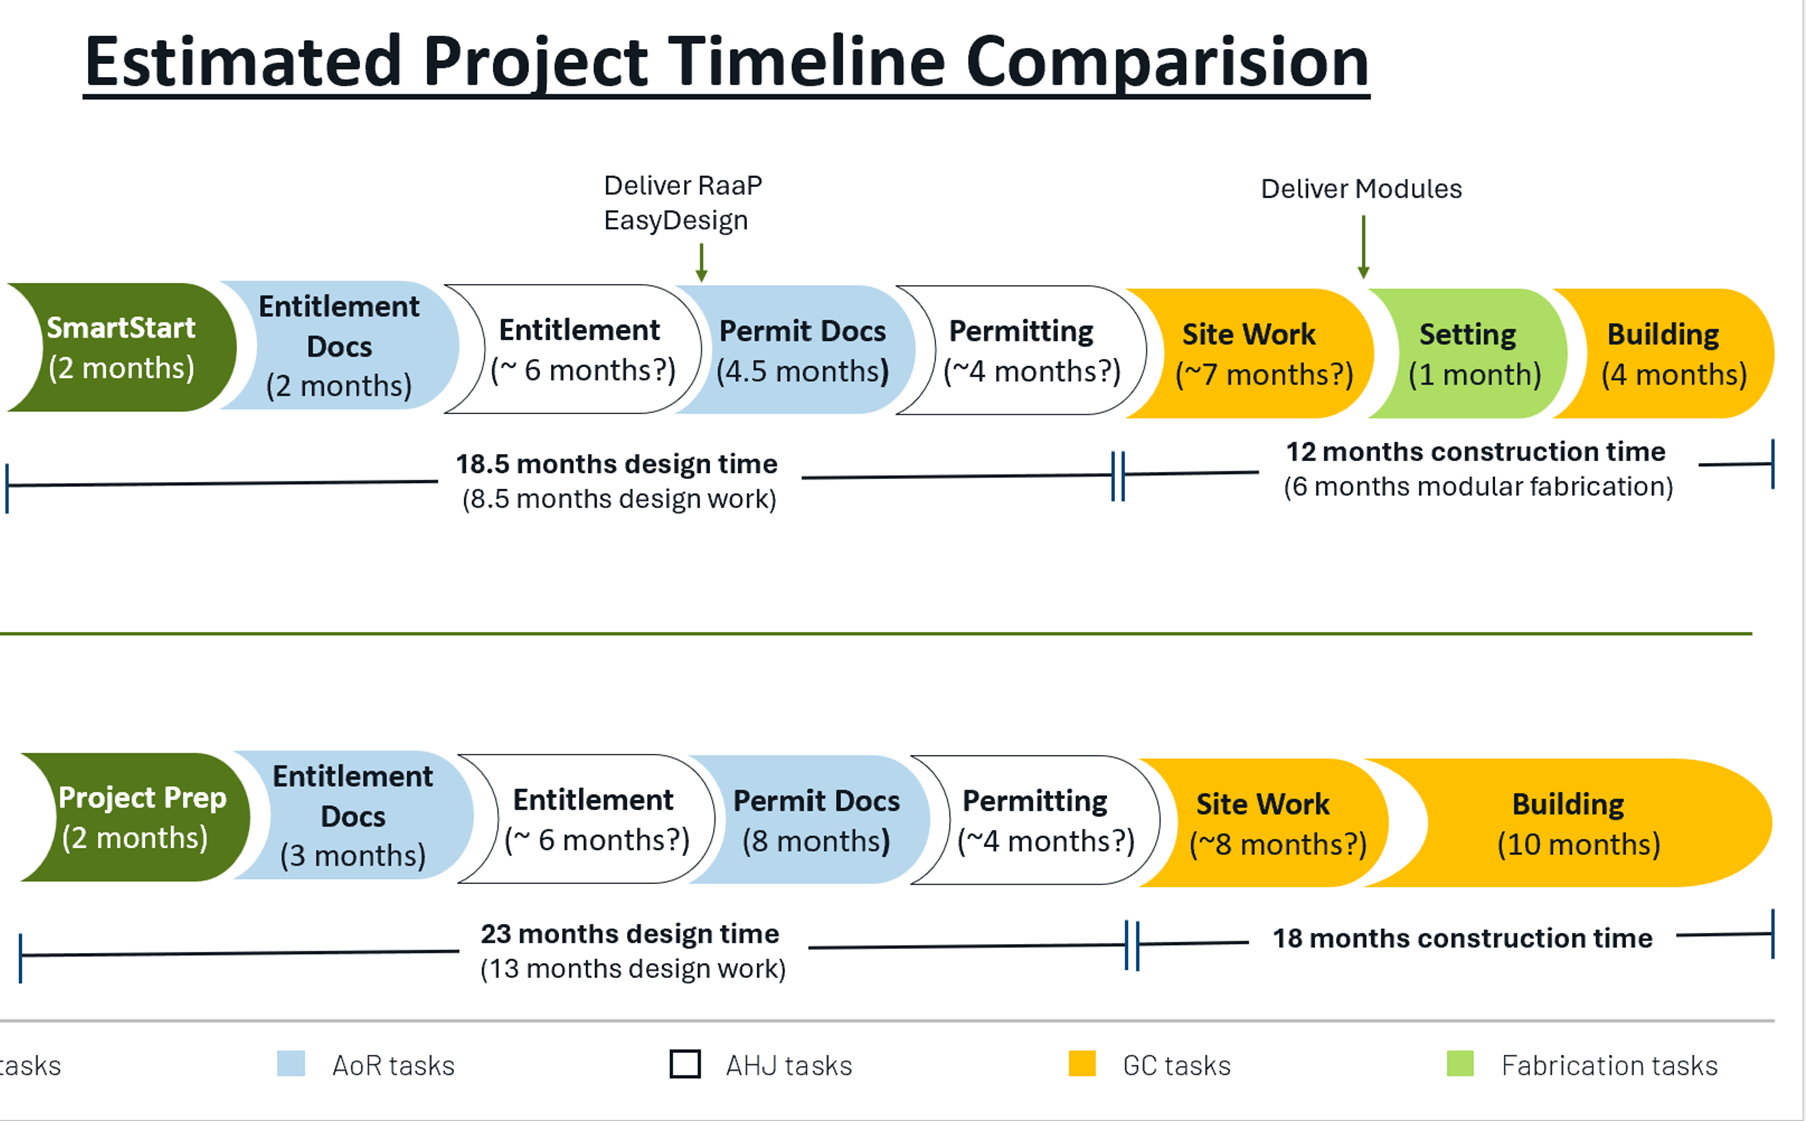 Estimated Project Timeline Comparision
Deliver RaaP
EasyDesign
Deliver Modules
SmartStart
(2 months)
Entitlement
Docs
(2 months)
Entitlement
(~ 6 months?)
Permit Docs
(4.5 months)
Permitting
(~4 months?)
Site Work
(~7 months?)
Setting
(1 month)
Building
(4 months)
18.5 months design time
(8.5 months design work)
12 months construction time
(6 months modular fabrication)
Project Prep
(2 months)
Entitlement
Docs
(3 months)
Entitlement
(~ 6 months?)
Permit Docs
(8 months)
Permitting
(~4 months?)
Site Work
(~8 months?)
Building
(10 months)
23 months design time
(13 months design work)
18 months construction time
tasks
AoR tasks
AHJ tasks
GC tasks
Fabrication tasks